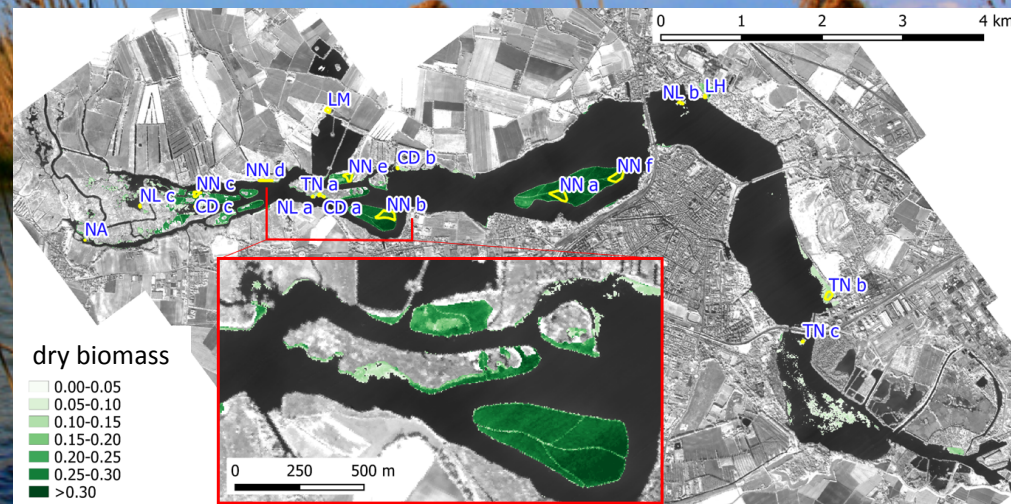 0 1 2 3 4 km
NL b LH
LM
NN d NN e CD b
NN c TN a NN f
NL c NN a
CD c NL a CD a NN b
NA
TN b
TN c
dry biomass
0.00-0.05
0.05-0.10
0.10-0.15
0.15-0.20
0.20-0.25
0.25-0.30
>0.30
0 250 500 m